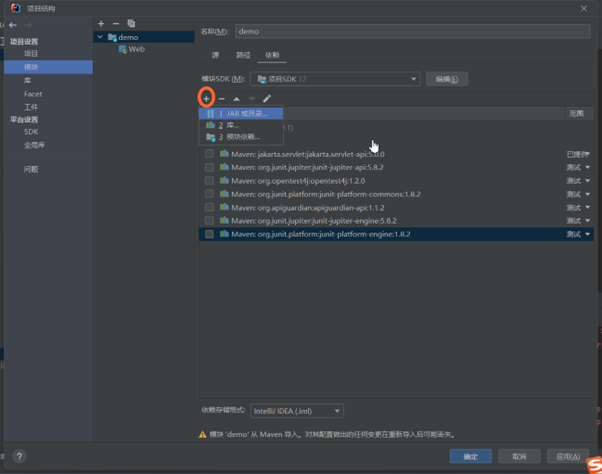 项目结构
名称(M): demo
项目设置
项目
模块
库
Facet
工件
平台设置
SDK
全局库
问题
demo
Web
源 路径 依赖
模块SDK (M): 项目SDK 17 编辑(J)
范围
1 JAR 或目录...
2 库...
3 模块依赖...
Maven: jakarta.servlet:jakarta.servlet-api:5.0.0 已提供
Maven: org.junit.jupiter:junit-jupiter-api:5.8.2 测试
Maven: org.opentest4j:opentest4j:1.2.0 测试
Maven: org.junit.platform:junit-platform-commons:1.8.2 测试
Maven: org.apiguardian:apiguardian-api:1.1.2 测试
Maven: org.junit.jupiter:junit-jupiter-engine:5.8.2 测试
Maven: org.junit.platform:junit-platform-engine:1.8.2 测试
依赖存储格式: IntelliJ IDEA (.iml)
模块 'demo' 从 Maven 导入。对其配置做出的任何变更在重新导入后可能丢失。
确定 取消 应用(A)